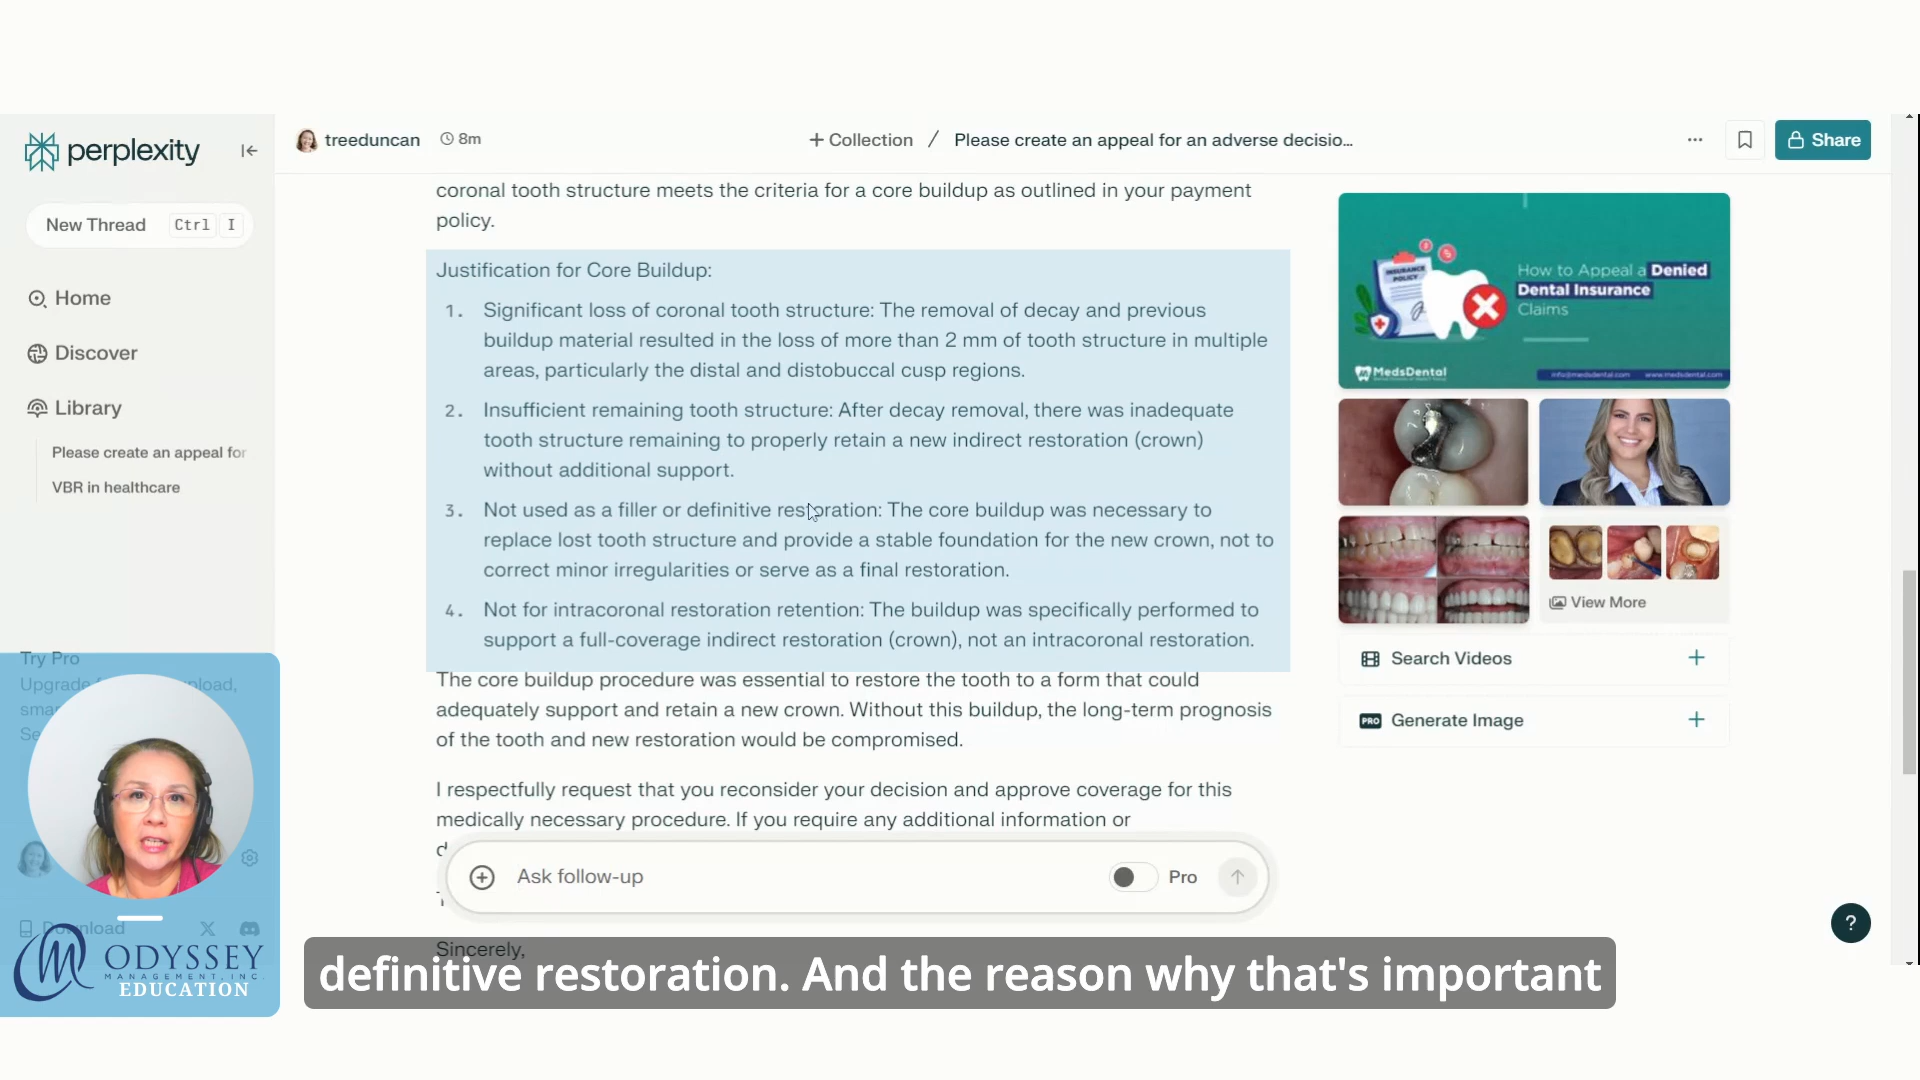 perplexity
New Thread Ctrl I
Home
Discover
Library
Please create an appeal for
VBR in healthcare
Try Pro
treeduncan 8m
+ Collection / Please create an appeal for an adverse decisio...
Share
coronal tooth structure meets the criteria for a core buildup as outlined in your payment
policy.
Justification for Core Buildup:
1. Significant loss of coronal tooth structure: The removal of decay and previous
buildup material resulted in the loss of more than 2 mm of tooth structure in multiple
areas, particularly the distal and distobuccal cusp regions.
2. Insufficient remaining tooth structure: After decay removal, there was inadequate
tooth structure remaining to properly retain a new indirect restoration (crown)
without additional support.
3. Not used as a filler or definitive restoration: The core buildup was necessary to
replace lost tooth structure and provide a stable foundation for the new crown, not to
correct minor irregularities or serve as a final restoration.
4. Not for intracoronal restoration retention: The buildup was specifically performed to
support a full-coverage indirect restoration (crown), not an intracoronal restoration.
The core buildup procedure was essential to restore the tooth to a form that could
adequately support and retain a new crown. Without this buildup, the long-term prognosis
of the tooth and new restoration would be compromised.
I respectfully request that you reconsider your decision and approve coverage for this
medically necessary procedure. If you require any additional information or
Ask follow-up
Pro
Sincerely,
INSURANCE
POLICY
How to Appeal a Denied
Dental Insurance
Claims
MedsDental
info@medsdental.com www.medsdental.com
View More
Search Videos
PRO Generate Image
?
Download
ODYSSEY
MANAGEMENT, INC.
EDUCATION
definitive restoration. And the reason why that's important